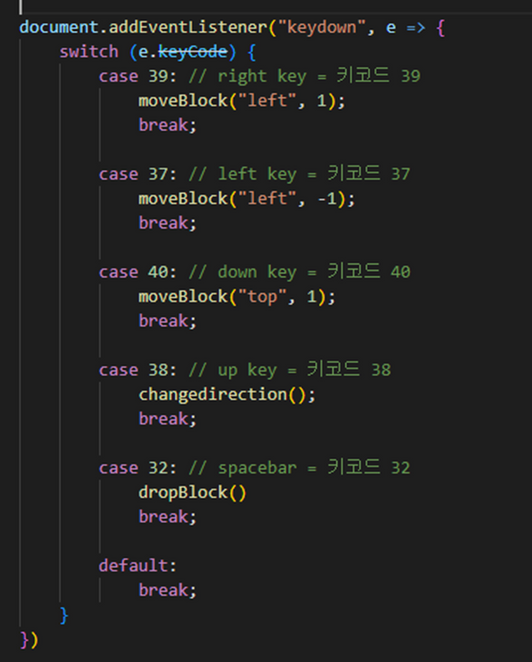 document.addEventListener("keydown", e => {
switch (e.keyCode) {
case 39: // right key = 키코드 39
moveBlock("left", 1);
break;
case 37: // left key = 키코드 37
moveBlock("left", -1);
break;
case 40: // down key = 키코드 40
moveBlock("top", 1);
break;
case 38: // up key = 키코드 38
changedirection();
break;
case 32: // spacebar = 키코드 32
dropBlock()
break;
default:
break;
}
})